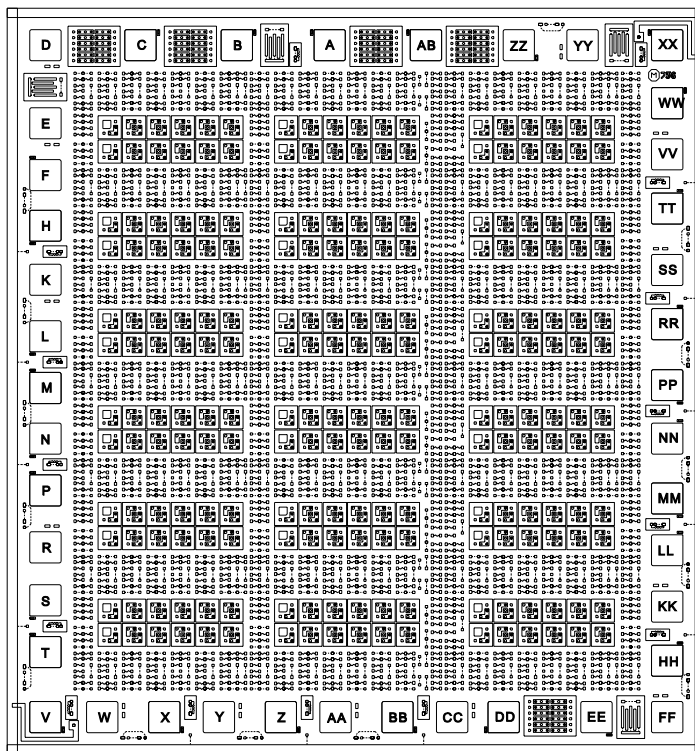 D C B A AB ZZ YY XX
Ⓜ 756
E WW
F VV
H TT
K SS
L RR
M PP
N NN
P MM
R LL
S KK
T HH
V W X Y Z AA BB CC DD EE FF